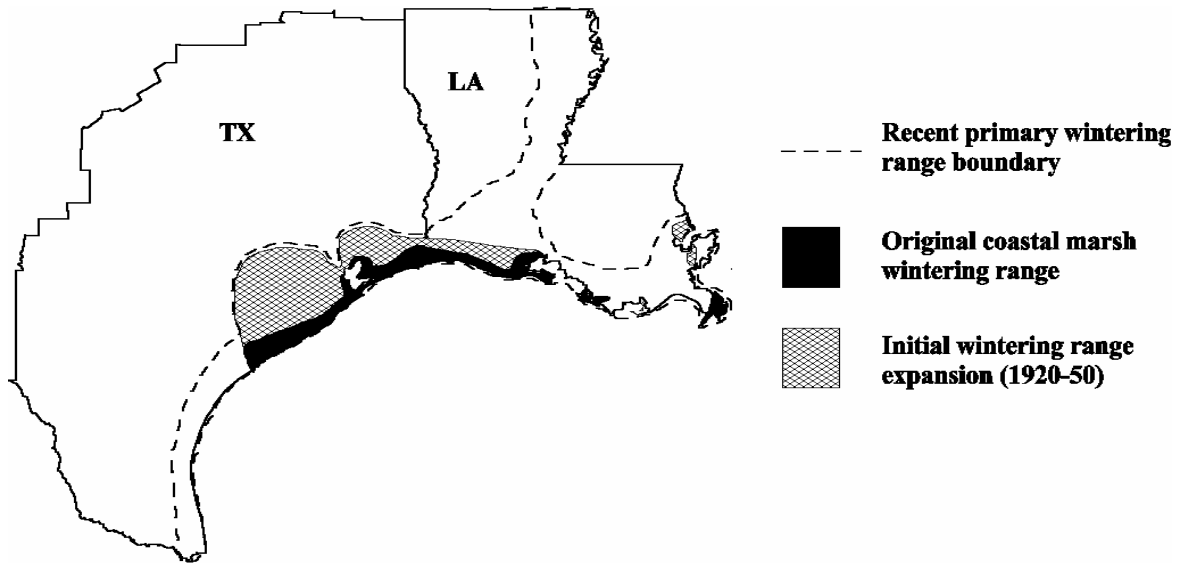 TX
LA
Recent primary wintering
range boundary
Original coastal marsh
wintering range
Initial wintering range
expansion (1920-50)